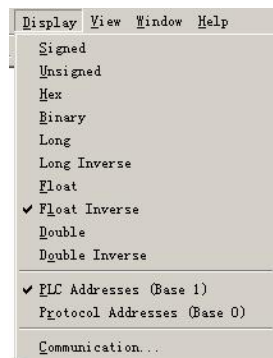 Display View Window Help
Signed
Unsigned
Hex
Binary
Long
Long Inverse
Float
✔ Float Inverse
Double
Double Inverse
✔ PLC Addresses (Base 1)
Protocol Addresses (Base 0)
Communication...